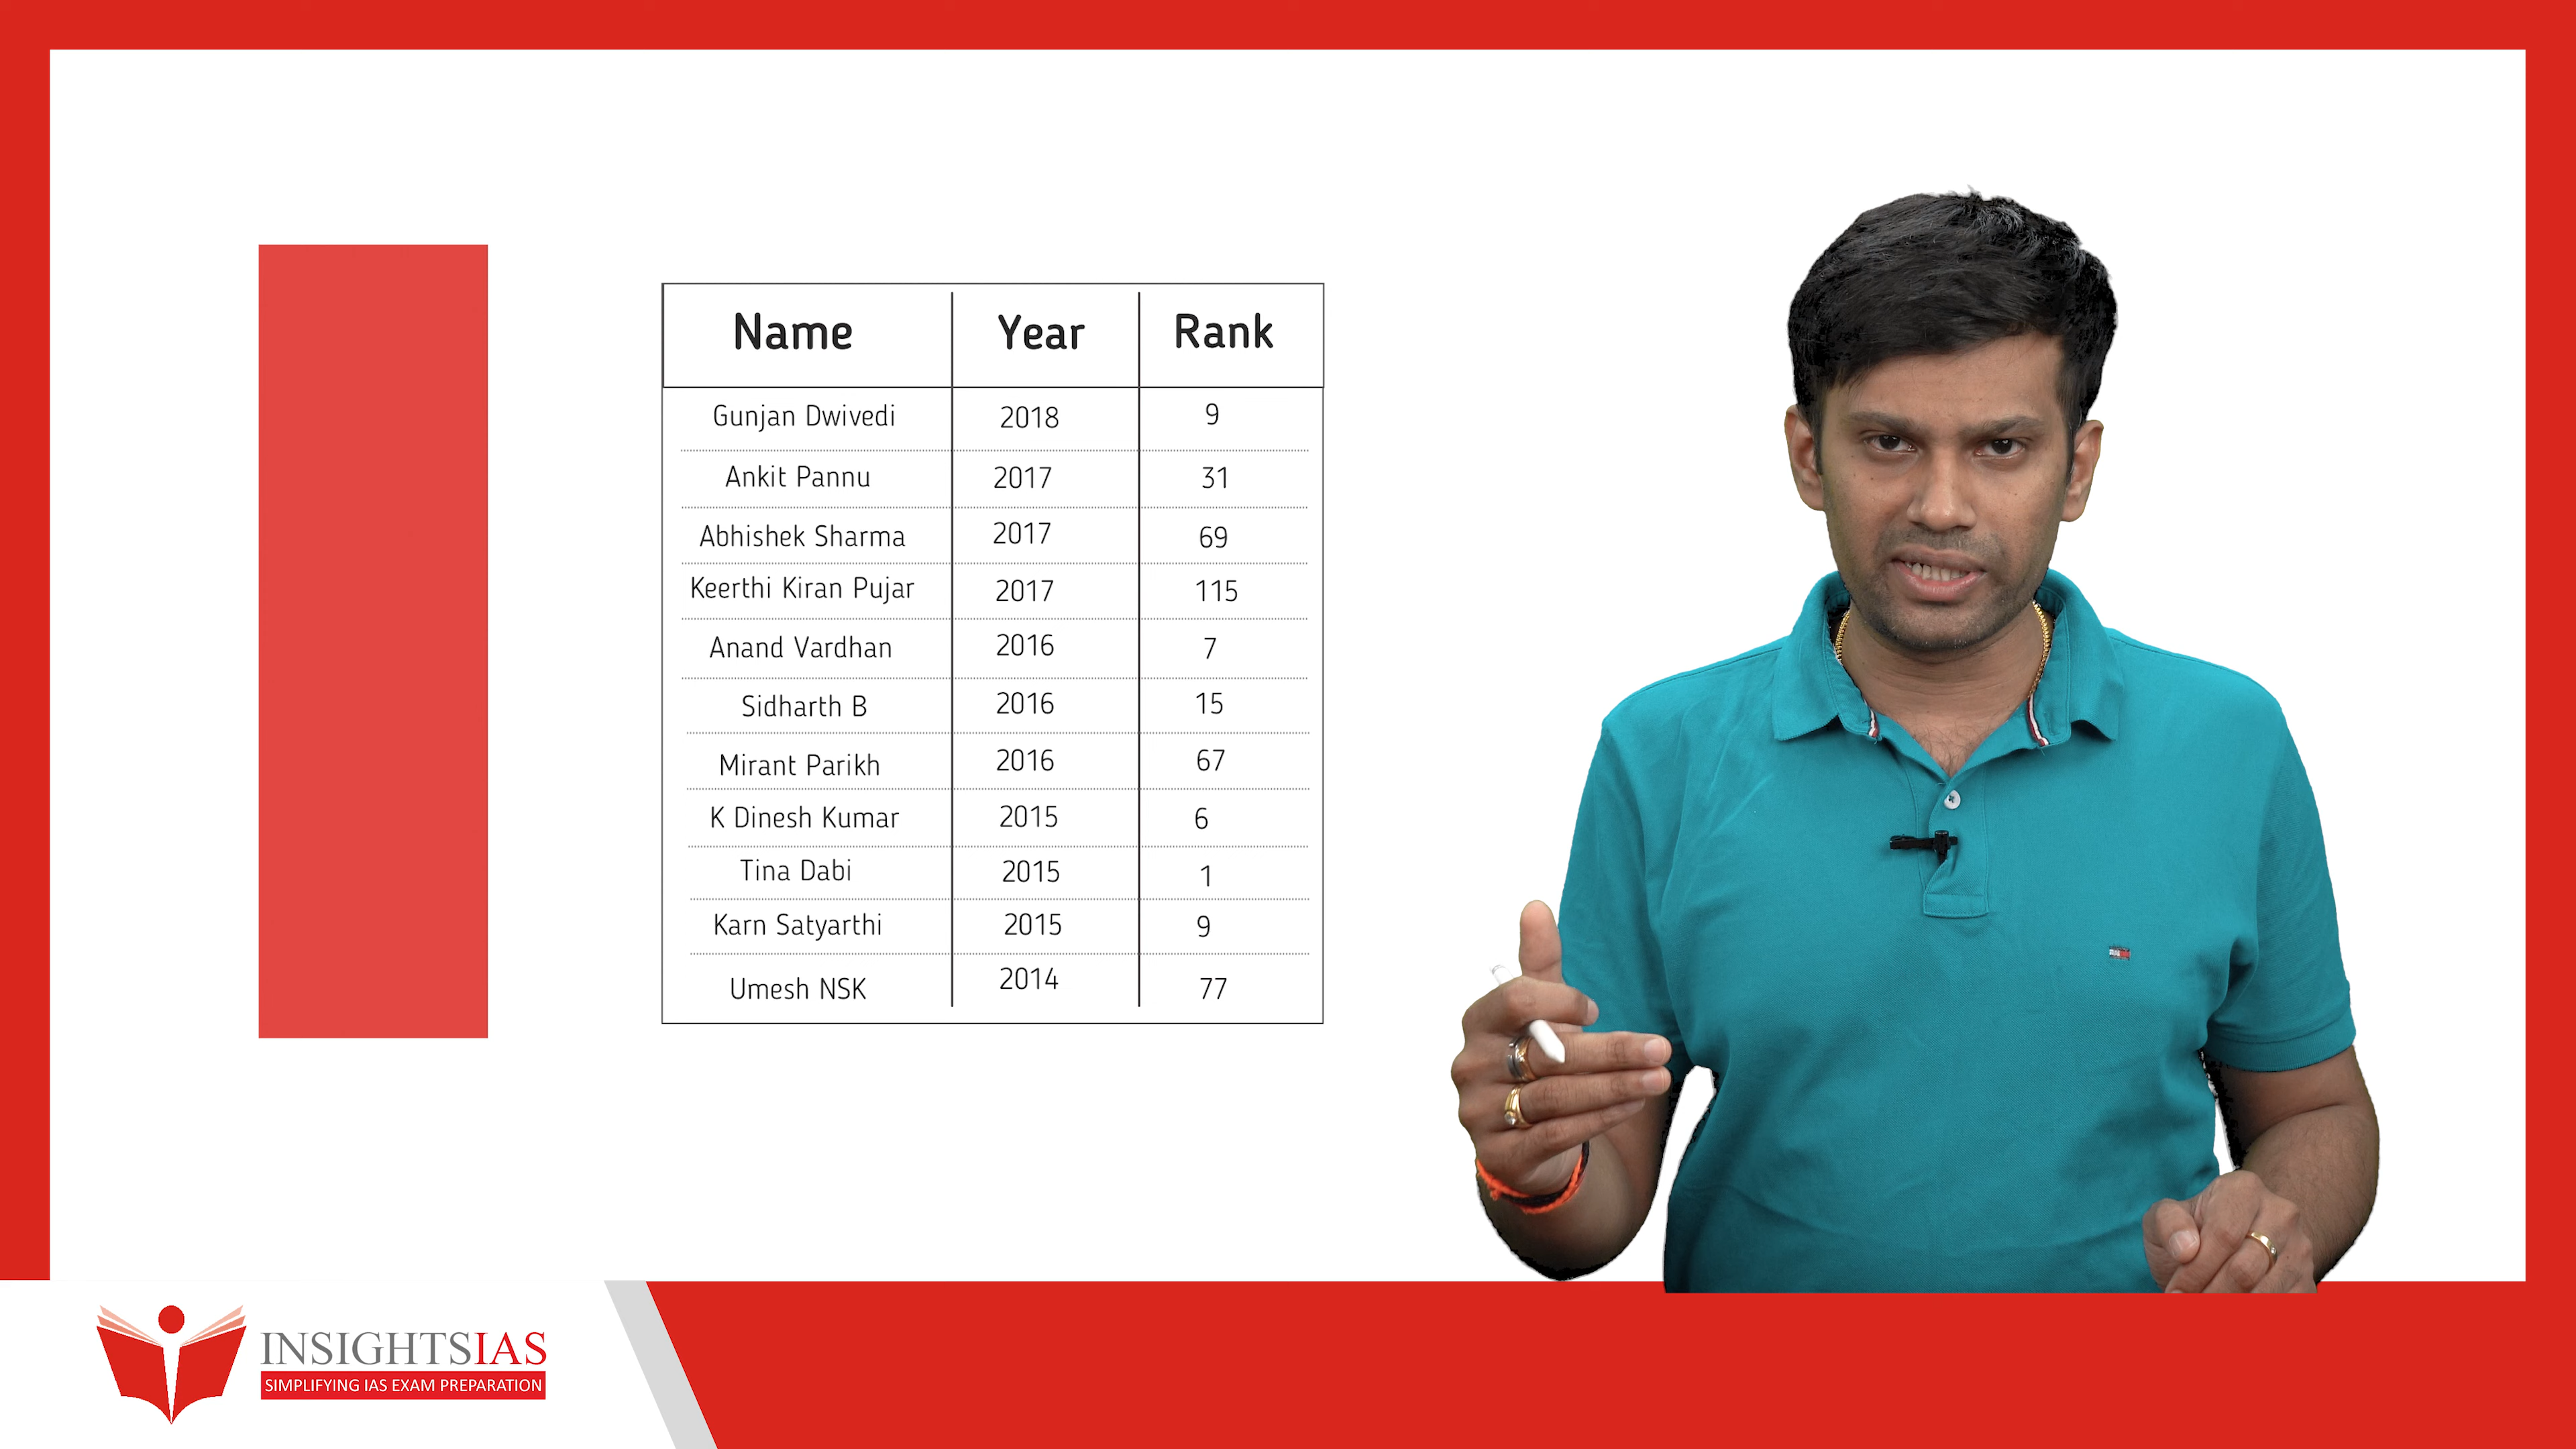 Name Year Rank
Gunjan Dwivedi 2018 9
Ankit Pannu 2017 31
Abhishek Sharma 2017 69
Keerthi Kiran Pujar 2017 115
Anand Vardhan 2016 7
Sidharth B 2016 15
Mirant Parikh 2016 67
K Dinesh Kumar 2015 6
Tina Dabi 2015 1
Karn Satyarthi 2015 9
Umesh NSK 2014 77
INSIGHTSIAS
SIMPLIFYING IAS EXAM PREPARATION